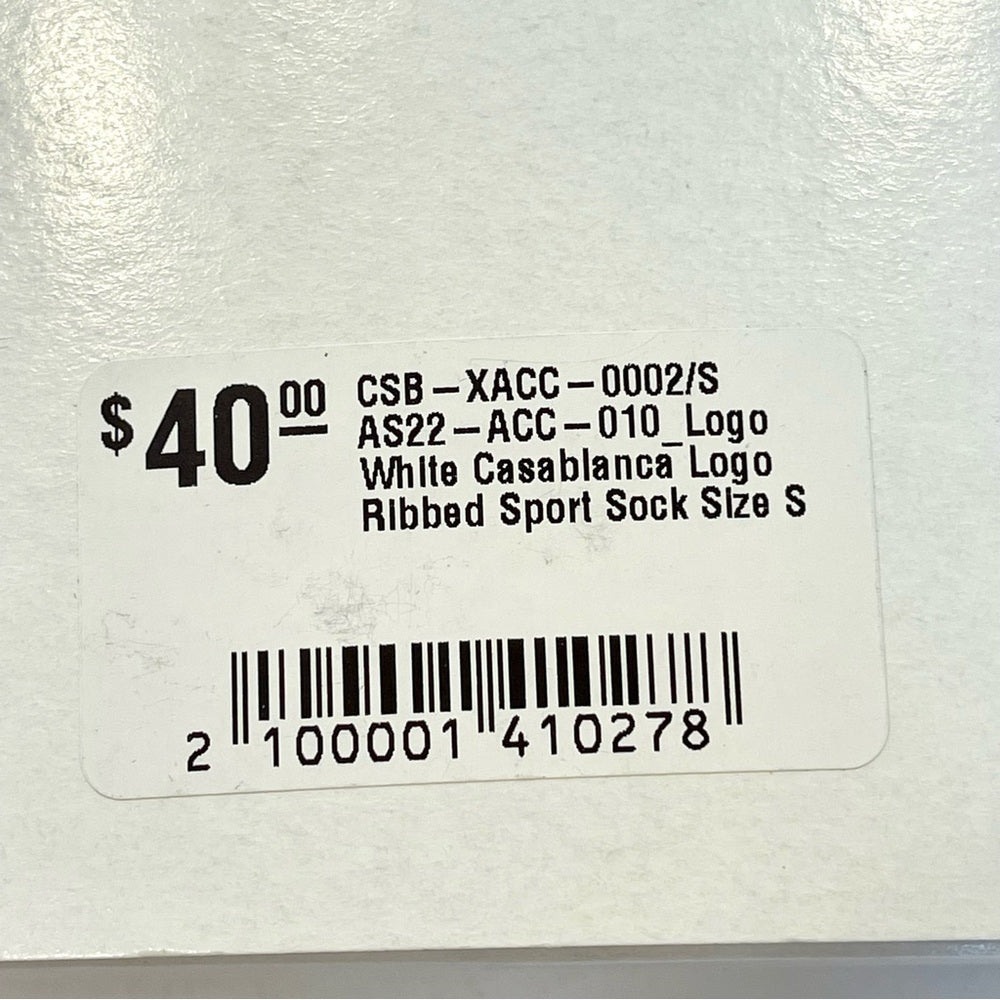 $40.00
CSB-XACC-0002/S
AS22-ACC-010_Logo
White Casablanca Logo
Ribbed Sport Sock Size S
2 100001 410278